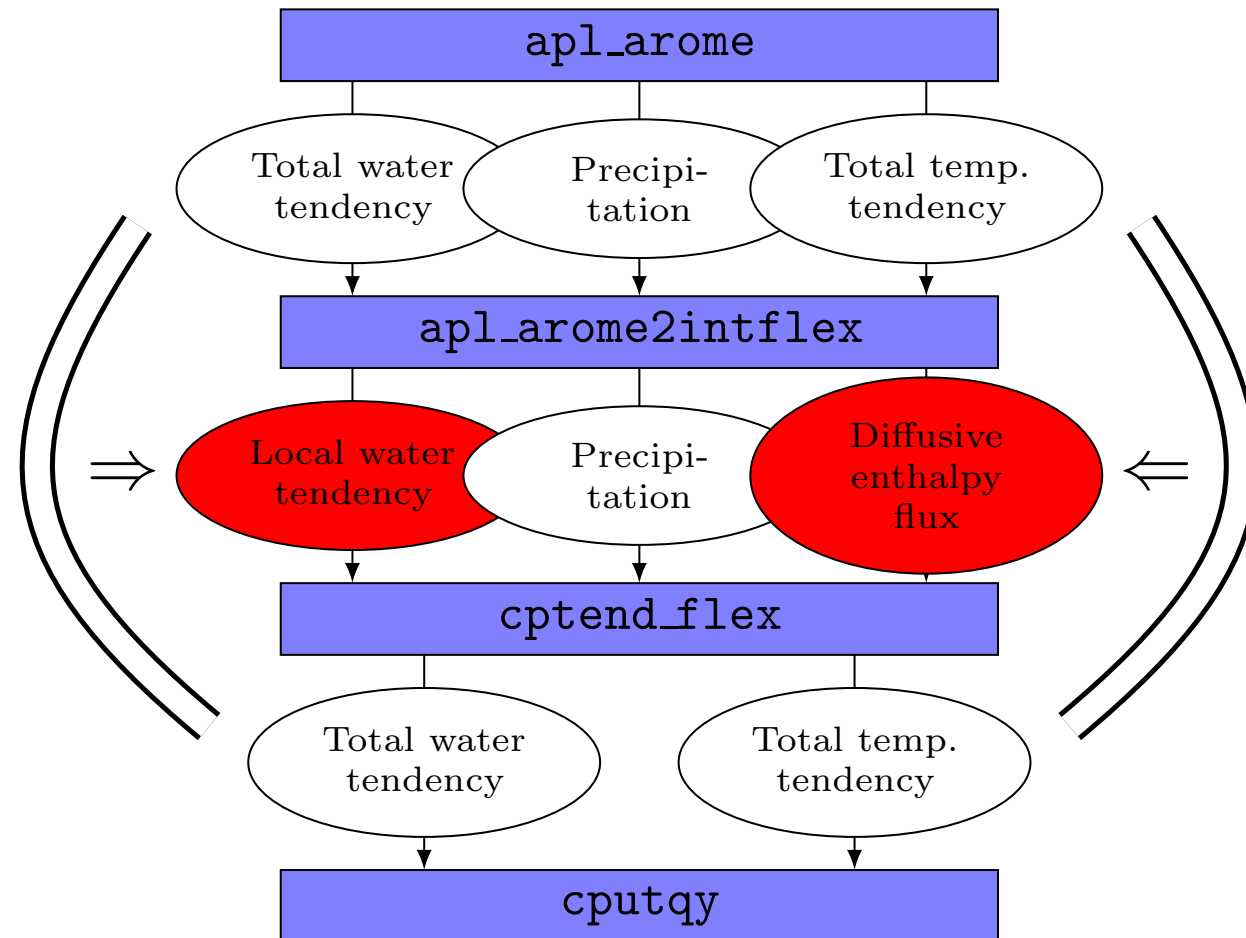 apl_arome
Total water
tendency
Precipi-
tation
Total temp.
tendency
apl_arome2intflex
Local water
tendency
Precipi-
tation
Diffusive
enthalpy
flux
cptend_flex
Total water
tendency
Total temp.
tendency
cputqy